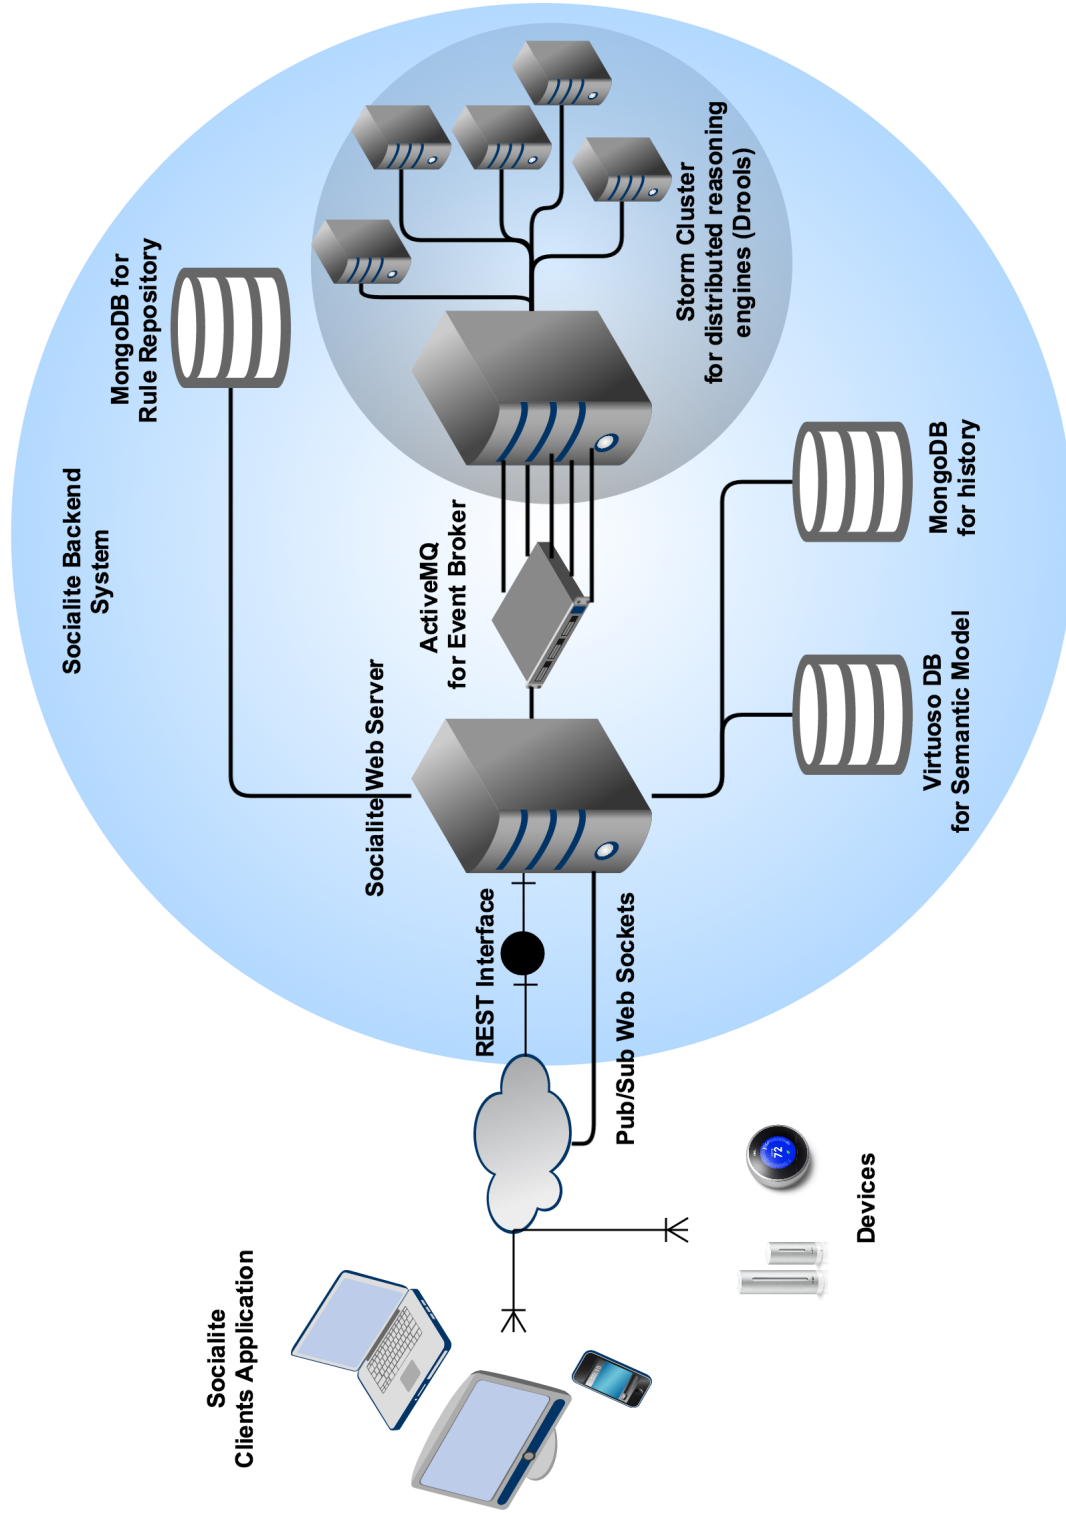 Socialite Backend
System
MongoDB for
Rule Repository
Socialite Web Server
ActiveMQ
for Event Broker
Storm Cluster
for distributed reasoning
engines (Drools)
REST Interface
Pub/Sub Web Sockets
Virtuoso DB
for Semantic Model
MongoDB
for history
Socialite
Clients Application
Devices
72